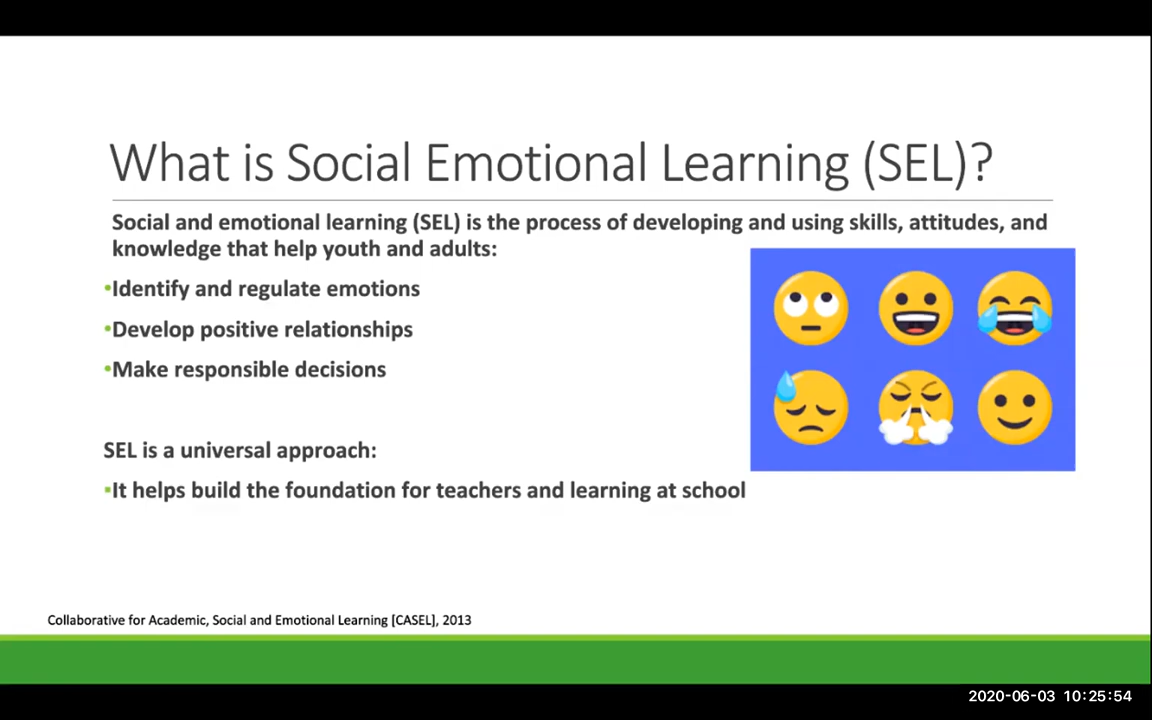 What is Social Emotional Learning (SEL)?
Social and emotional learning (SEL) is the process of developing and using skills, attitudes, and
knowledge that help youth and adults:
•Identify and regulate emotions
•Develop positive relationships
•Make responsible decisions
SEL is a universal approach:
▪It helps build the foundation for teachers and learning at school
Collaborative for Academic, Social and Emotional Learning [CASEL], 2013
2020-06-03 10:25:54